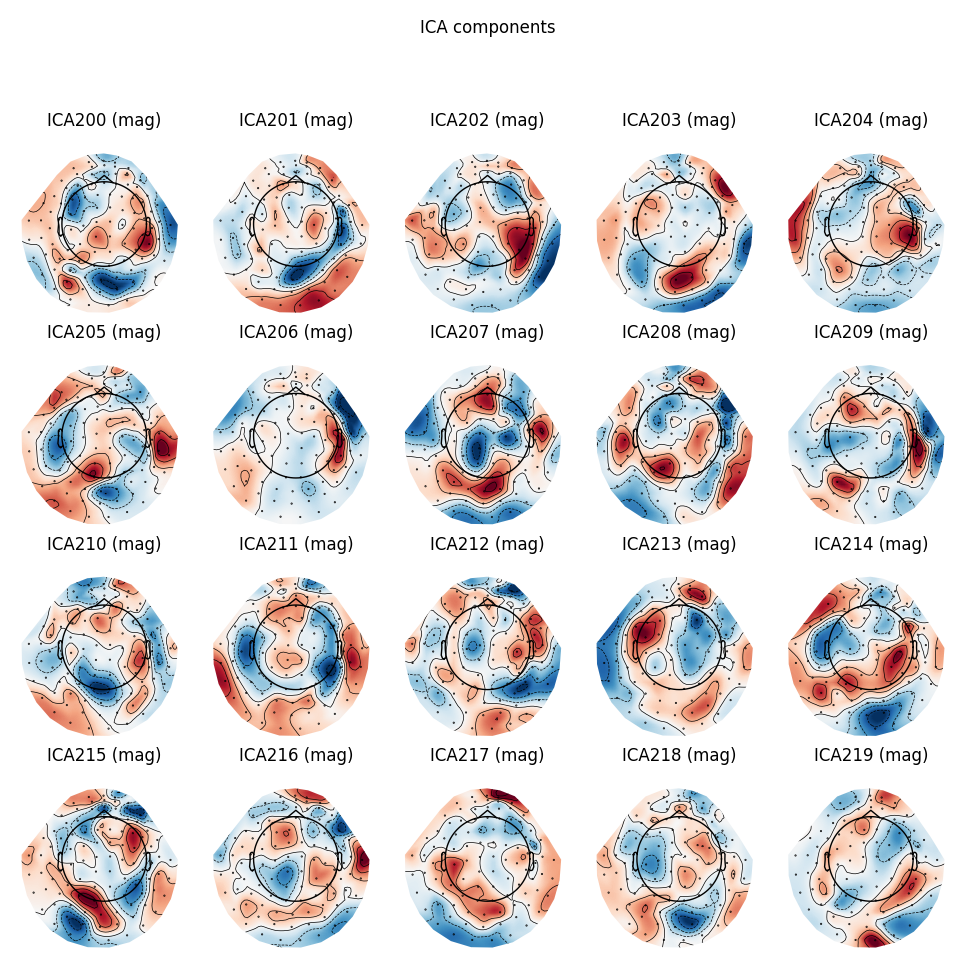 ICA components
ICA200 (mag) ICA201 (mag) ICA202 (mag) ICA203 (mag) ICA204 (mag)
ICA205 (mag) ICA206 (mag) ICA207 (mag) ICA208 (mag) ICA209 (mag)
ICA210 (mag) ICA211 (mag) ICA212 (mag) ICA213 (mag) ICA214 (mag)
ICA215 (mag) ICA216 (mag) ICA217 (mag) ICA218 (mag) ICA219 (mag)